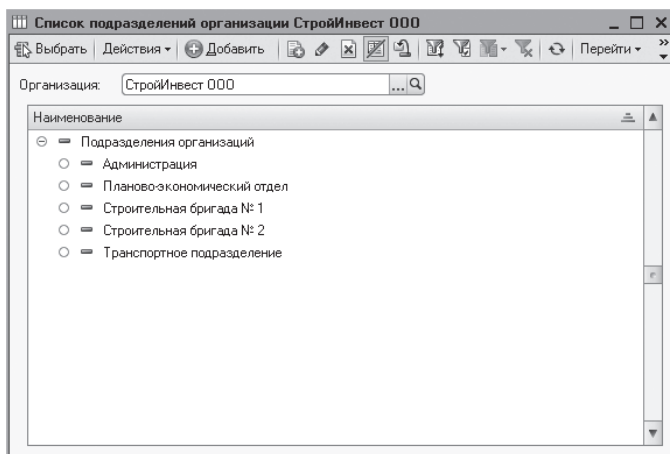 Список подразделений организации СтройИнвест ООО
Выбрать Действия Добавить Перейти
Организация: СтройИнвест ООО ...
Наименование
Подразделения организаций
Администрация
Планово-экономический отдел
Строительная бригада № 1
Строительная бригада № 2
Транспортное подразделение